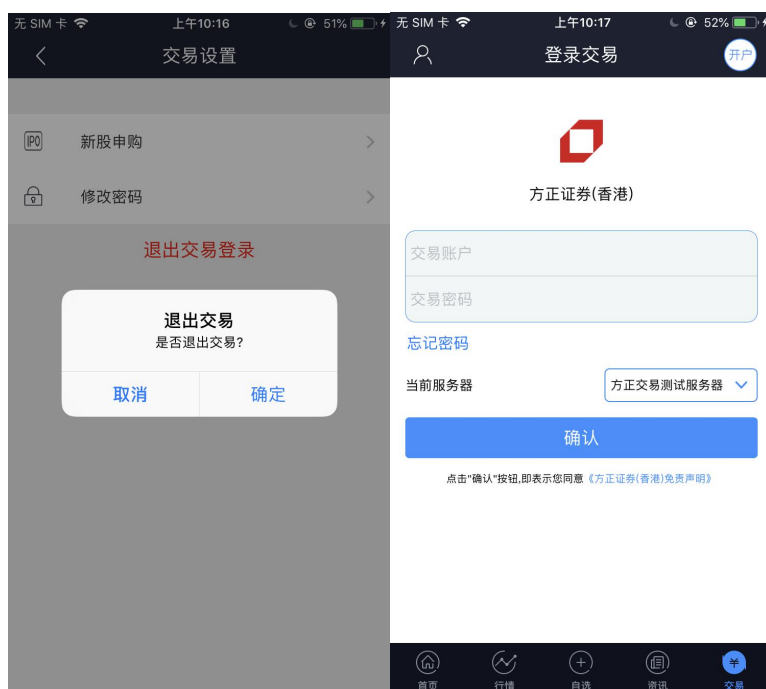 无 SIM 卡 上午10:16 51%
交易设置
IPO 新股申购
修改密码
退出交易登录
退出交易
是否退出交易?
取消 确定
无 SIM 卡 上午10:17 52%
登录交易 开户
方正证券(香港)
交易账户
交易密码
忘记密码
当前服务器 方正交易测试服务器
确认
点击"确认"按钮,即表示您同意《方正证券(香港)免责声明》
首页 行情 自选 资讯 交易